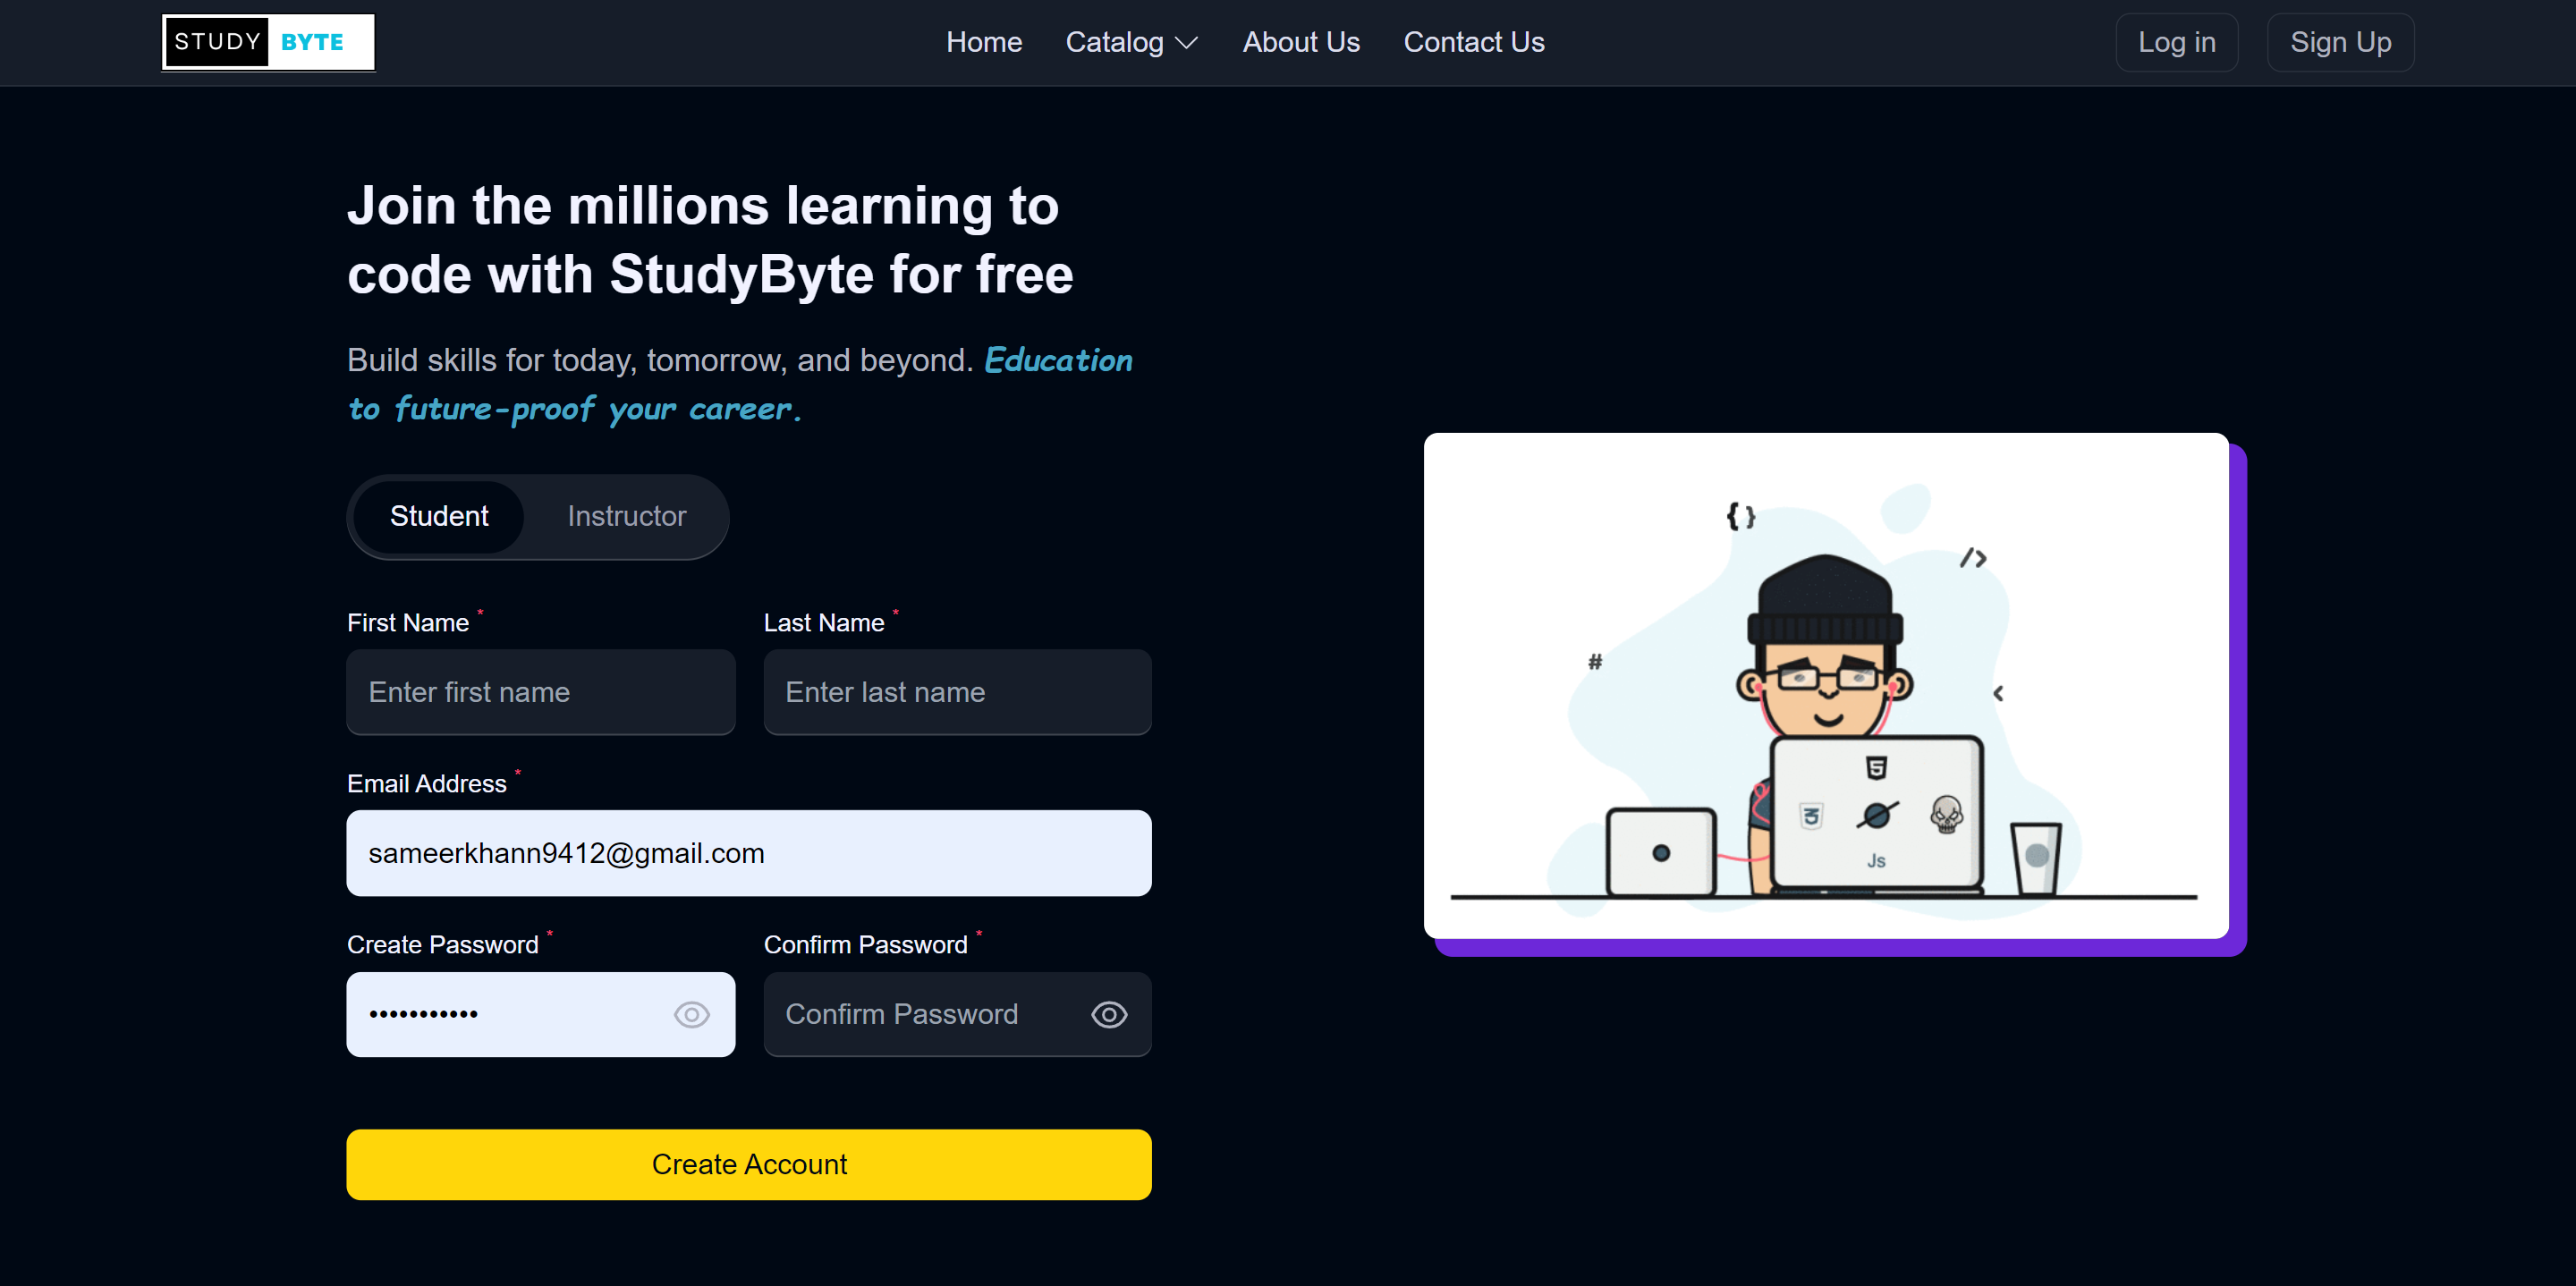 STUDY BYTE
Home Catalog About Us Contact Us
Log in Sign Up
Join the millions learning to
code with StudyByte for free
Build skills for today, tomorrow, and beyond. Education
to future-proof your career.
Student Instructor
First Name * Last Name *
Enter first name Enter last name
Email Address *
sameerkhann9412@gmail.com
Create Password * Confirm Password *
••••••••••• Confirm Password
Create Account
{ }
/>
#
<
Js